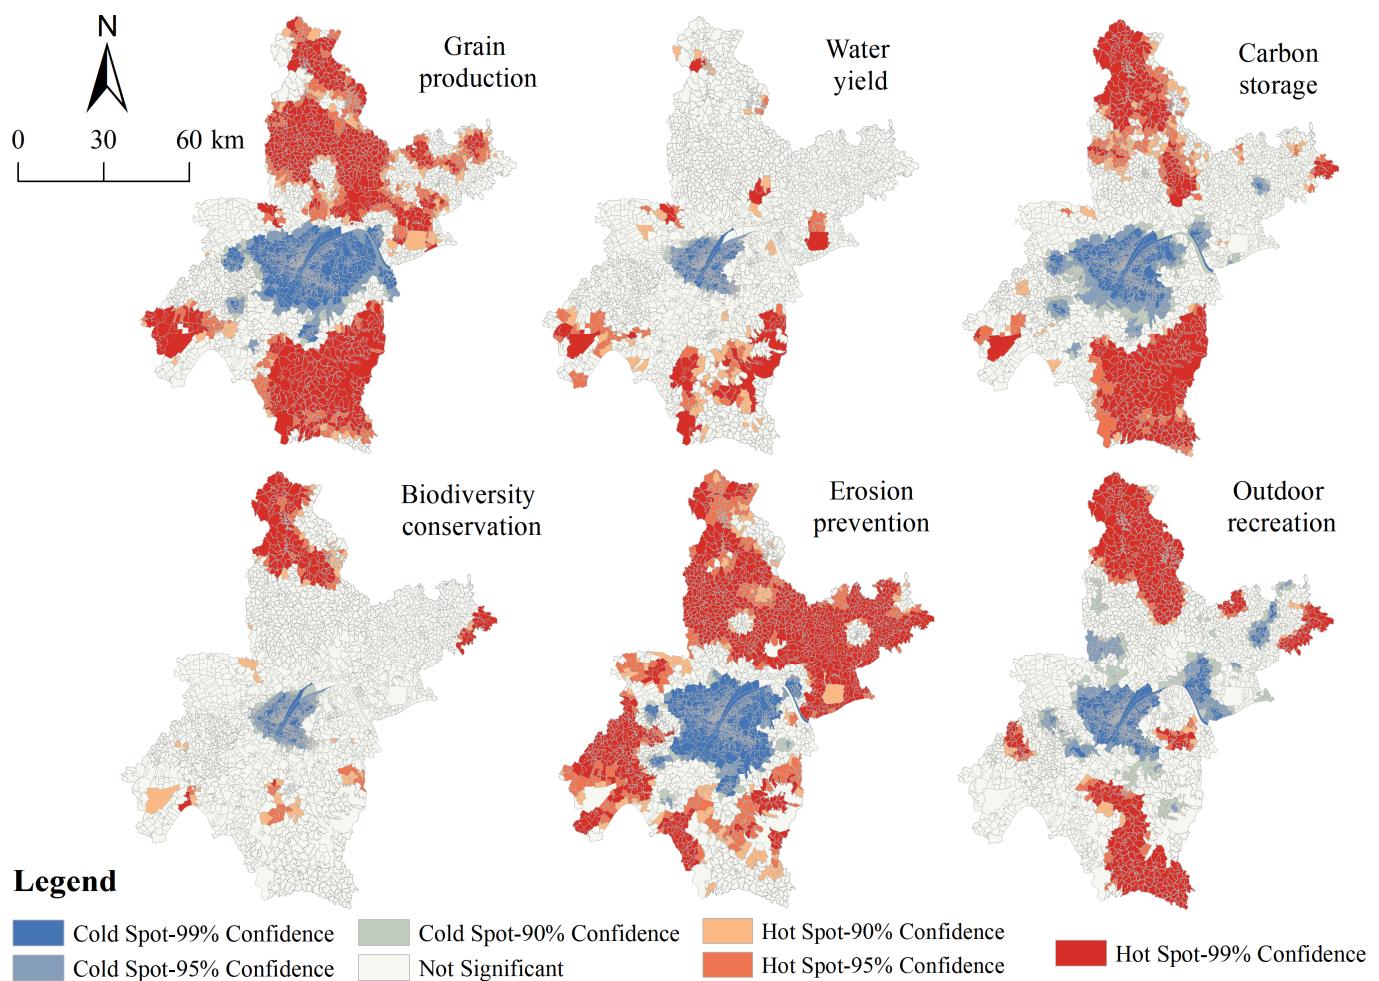 N
0 30 60 km
Grain
production
Water
yield
Carbon
storage
Biodiversity
conservation
Erosion
prevention
Outdoor
recreation
Legend
Cold Spot-99% Confidence
Cold Spot-95% Confidence
Cold Spot-90% Confidence
Not Significant
Hot Spot-90% Confidence
Hot Spot-95% Confidence
Hot Spot-99% Confidence